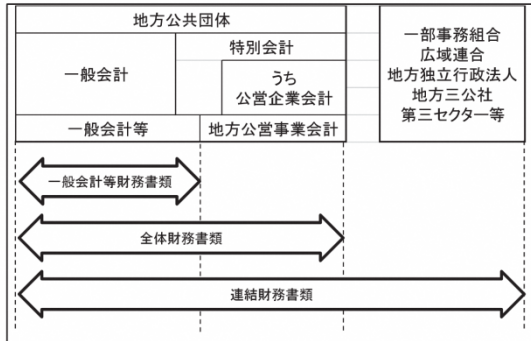 地方公共団体
一般会計
特別会計
うち
公営企業会計
一般会計等
地方公営事業会計
一部事務組合
広域連合
地方独立行政法人
地方三公社
第三セクター等
一般会計等財務書類
全体財務書類
連結財務書類